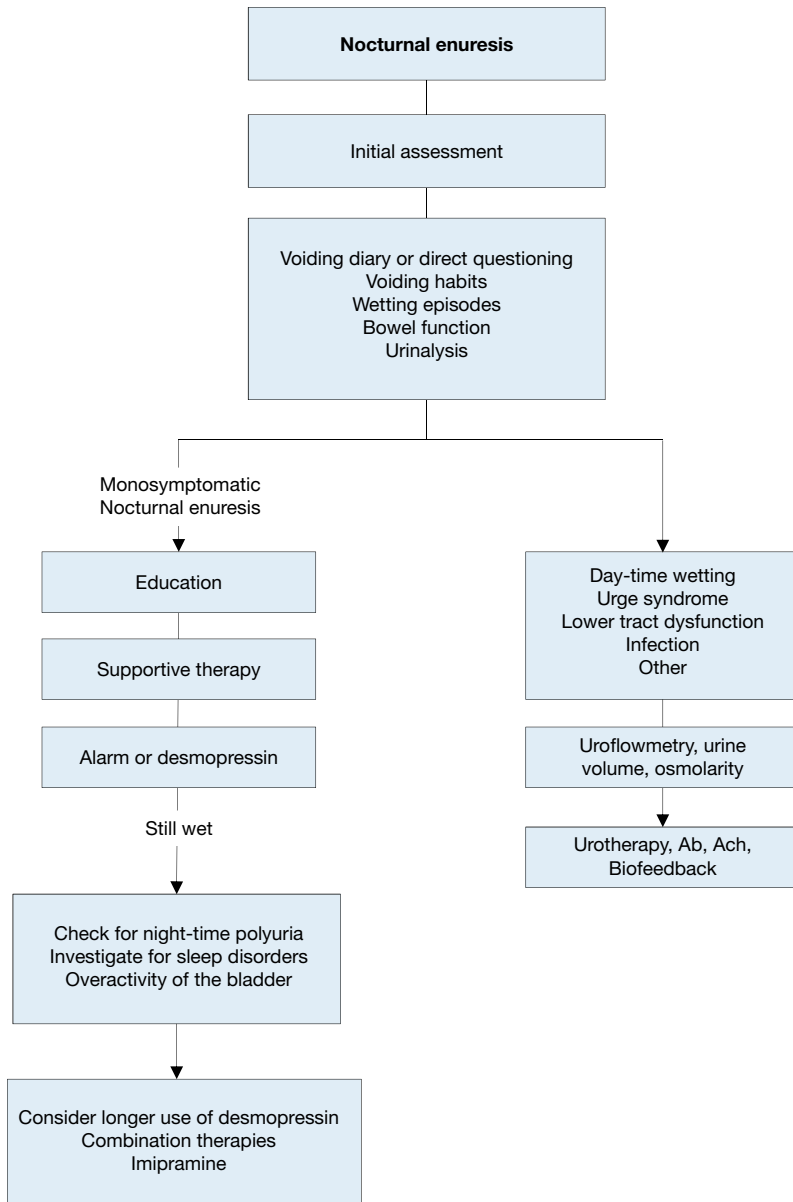 Nocturnal enuresis
Initial assessment
Voiding diary or direct questioning
Voiding habits
Wetting episodes
Bowel function
Urinalysis
Monosymptomatic
Nocturnal enuresis
Education
Supportive therapy
Alarm or desmopressin
Still wet
Check for night-time polyuria
Investigate for sleep disorders
Overactivity of the bladder
Consider longer use of desmopressin
Combination therapies
Imipramine
Day-time wetting
Urge syndrome
Lower tract dysfunction
Infection
Other
Uroflowmetry, urine
volume, osmolarity
Urotherapy, Ab, Ach,
Biofeedback